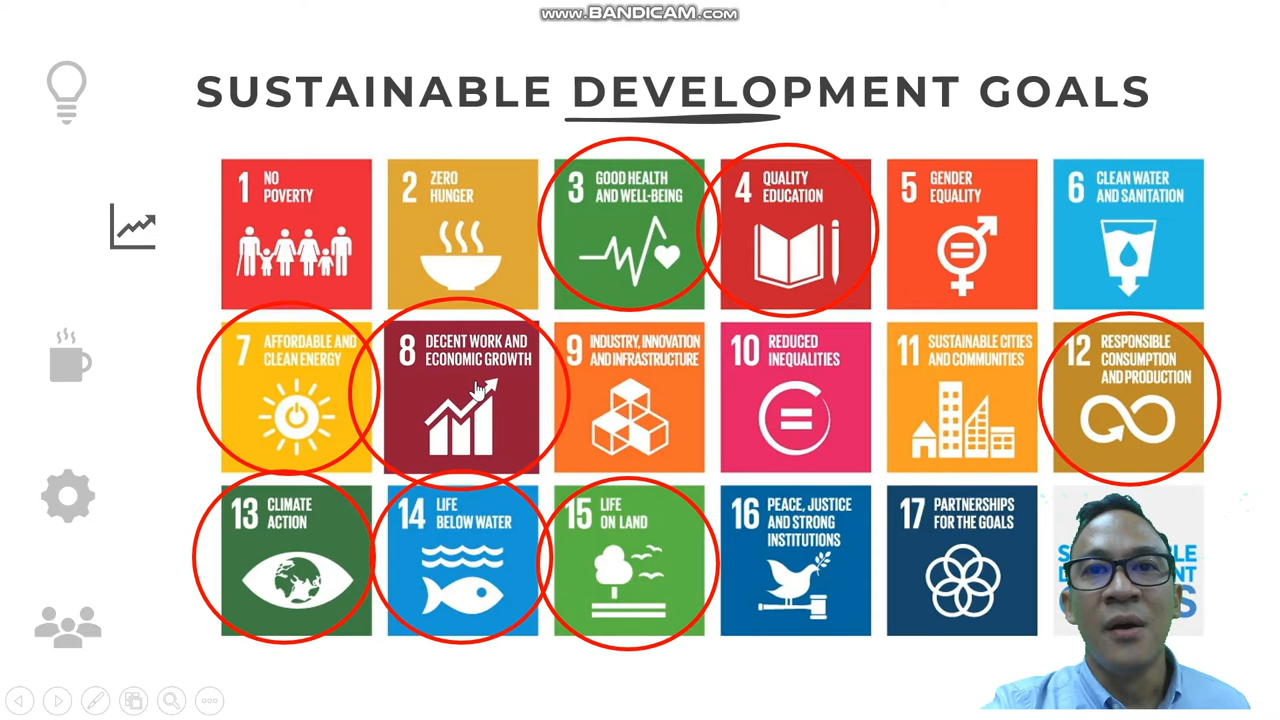 www.BANDICAM.com
SUSTAINABLE DEVELOPMENT GOALS
1 NO
POVERTY
2 ZERO
HUNGER
3 GOOD HEALTH
AND WELL-BEING
4 QUALITY
EDUCATION
5 GENDER
EQUALITY
6 CLEAN WATER
AND SANITATION
7 AFFORDABLE AND
CLEAN ENERGY
8 DECENT WORK AND
ECONOMIC GROWTH
9 INDUSTRY, INNOVATION
AND INFRASTRUCTURE
10 REDUCED
INEQUALITIES
11 SUSTAINABLE CITIES
AND COMMUNITIES
12 RESPONSIBLE
CONSUMPTION
AND PRODUCTION
13 CLIMATE
ACTION
14 LIFE
BELOW WATER
15 LIFE
ON LAND
16 PEACE, JUSTICE
AND STRONG
INSTITUTIONS
17 PARTNERSHIPS
FOR THE GOALS